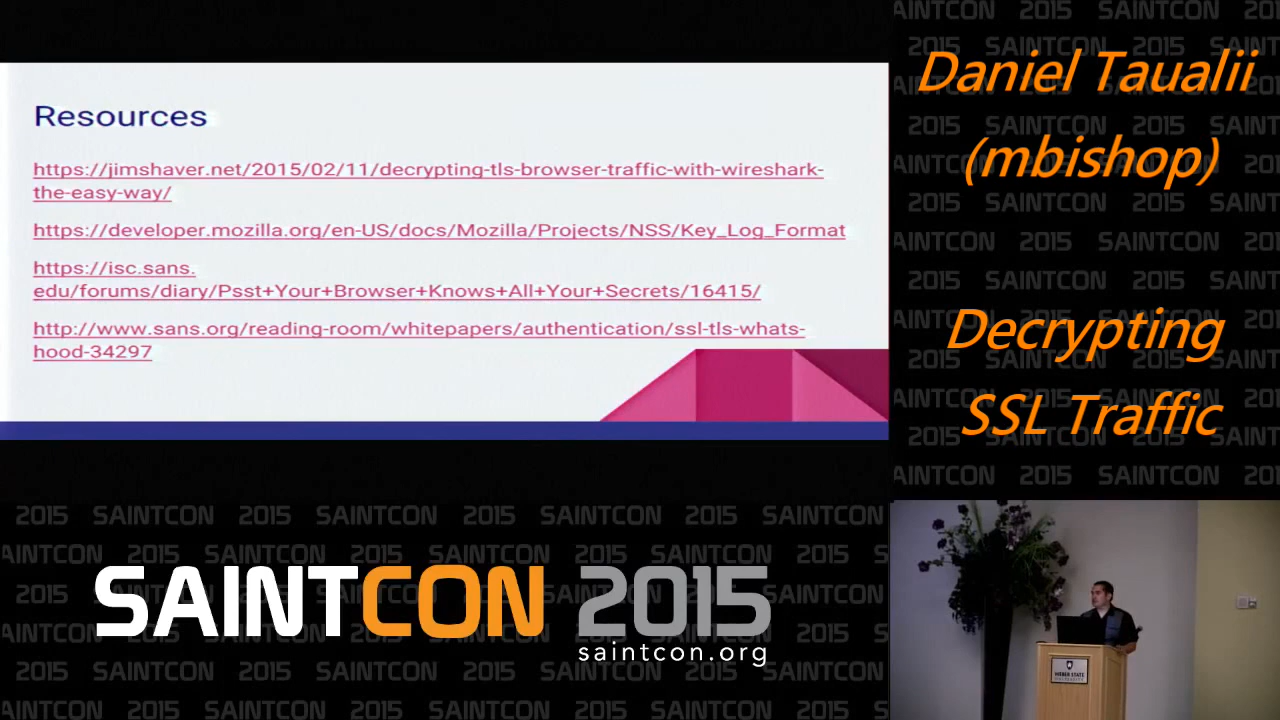 Resources
https://jimshaver.net/2015/02/11/decrypting-tls-browser-traffic-with-wireshark-
the-easy-way/
https://developer.mozilla.org/en-US/docs/Mozilla/Projects/NSS/Key_Log_Format
https://isc.sans.
edu/forums/diary/Psst+Your+Browser+Knows+All+Your+Secrets/16415/
http://www.sans.org/reading-room/whitepapers/authentication/ssl-tls-whats-
hood-34297
Daniel Taualii
(mbishop)
Decrypting
SSL Traffic
SAINTCON 2015
saintcon.org
WEBER STATE
UNIVERSITY